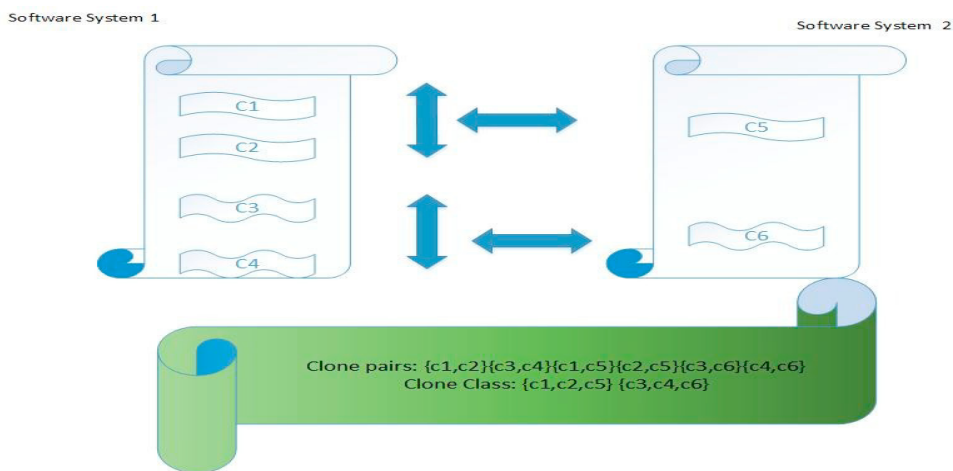 Software System 1
Software System 2
C1
C2
C3
C4
C5
C6
Clone pairs: {c1,c2}{c3,c4}{c1,c5}{c2,c5}{c3,c6}{c4,c6}
Clone Class: {c1,c2,c5} {c3,c4,c6}